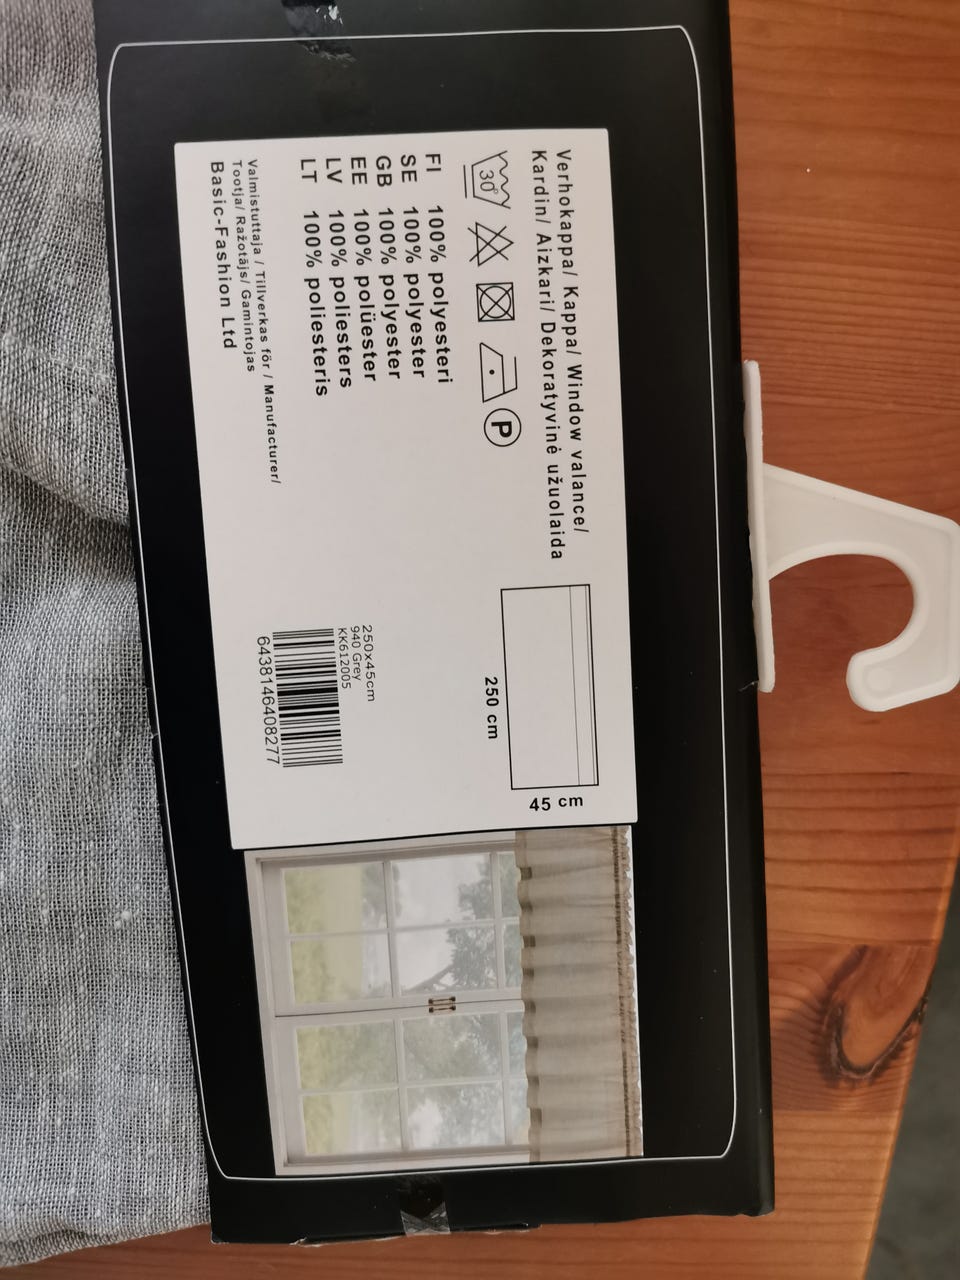 Verhokappa/ Kappa/ Window valance/
Kardin/ Aizkari/ Dekoratyvinė užuolaida
30°
P
FI 100% polyesteri
SE 100% polyester
GB 100% polyester
EE 100% polüester
LV 100% poliesters
LT 100% poliesteris
Valmistuttaja / Tillverkas för / Manufacturer/
Tootja/ Ražotājs/ Gamintojas
Basic-Fashion Ltd
45 cm
250 cm
250x45cm
940 Grey
KK612005
6438146408277